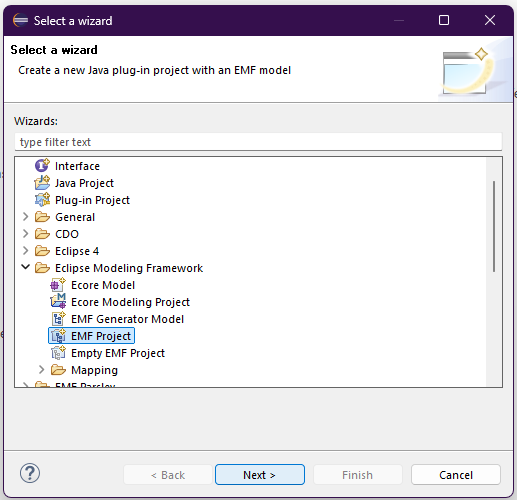 Select a wizard
Select a wizard
Create a new Java plug-in project with an EMF model
Wizards:
type filter text
Interface
Java Project
Plug-in Project
General
CDO
Eclipse 4
Eclipse Modeling Framework
Ecore Model
Ecore Modeling Project
EMF Generator Model
EMF Project
Empty EMF Project
Mapping
EMF Parsley
?
< Back
Next >
Finish
Cancel